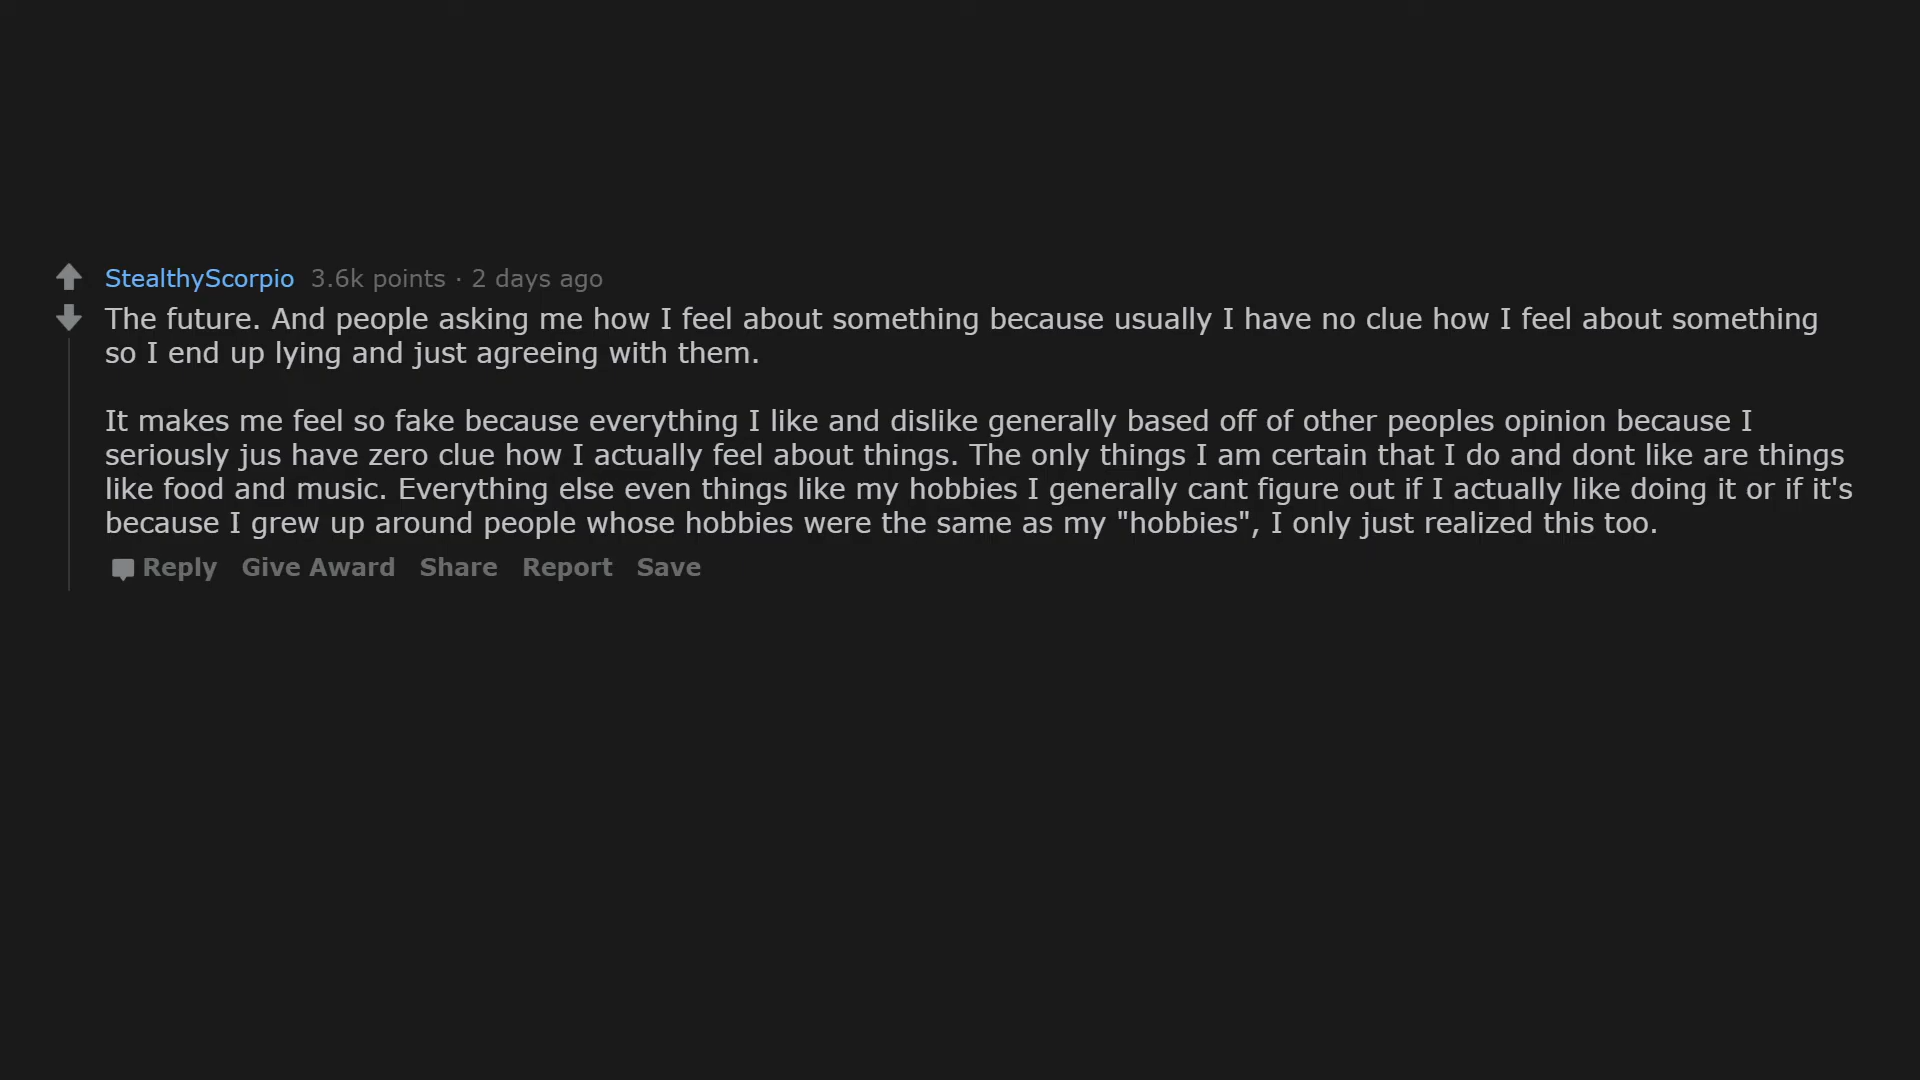 StealthyScorpio 3.6k points · 2 days ago
The future. And people asking me how I feel about something because usually I have no clue how I feel about something
so I end up lying and just agreeing with them.
It makes me feel so fake because everything I like and dislike generally based off of other peoples opinion because I
seriously jus have zero clue how I actually feel about things. The only things I am certain that I do and dont like are things
like food and music. Everything else even things like my hobbies I generally cant figure out if I actually like doing it or if it's
because I grew up around people whose hobbies were the same as my "hobbies", I only just realized this too.
Reply Give Award Share Report Save